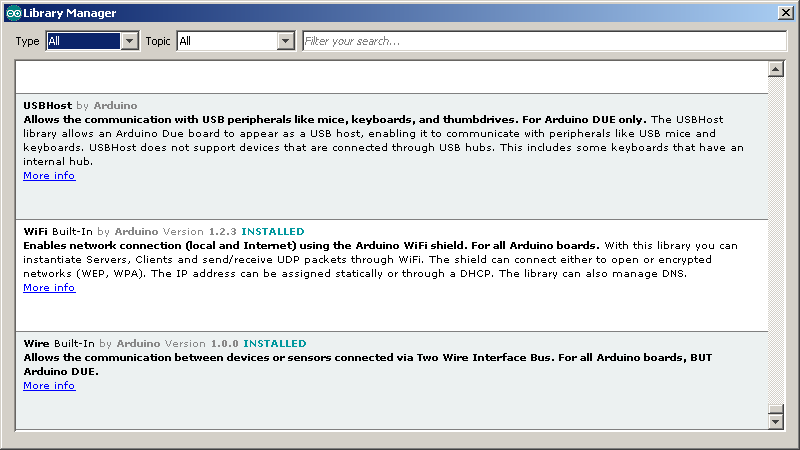 Library Manager
Type All Topic All Filter your search...
USBHost by Arduino
Allows the communication with USB peripherals like mice, keyboards, and thumbdrives. For Arduino DUE only. The USBHost
library allows an Arduino Due board to appear as a USB host, enabling it to communicate with peripherals like USB mice and
keyboards. USBHost does not support devices that are connected through USB hubs. This includes some keyboards that have an
internal hub.
More info
WiFi Built-In by Arduino Version 1.2.3 INSTALLED
Enables network connection (local and Internet) using the Arduino WiFi shield. For all Arduino boards. With this library you can
instantiate Servers, Clients and send/receive UDP packets through WiFi. The shield can connect either to open or encrypted
networks (WEP, WPA). The IP address can be assigned statically or through a DHCP. The library can also manage DNS.
More info
Wire Built-In by Arduino Version 1.0.0 INSTALLED
Allows the communication between devices or sensors connected via Two Wire Interface Bus. For all Arduino boards, BUT
Arduino DUE.
More info